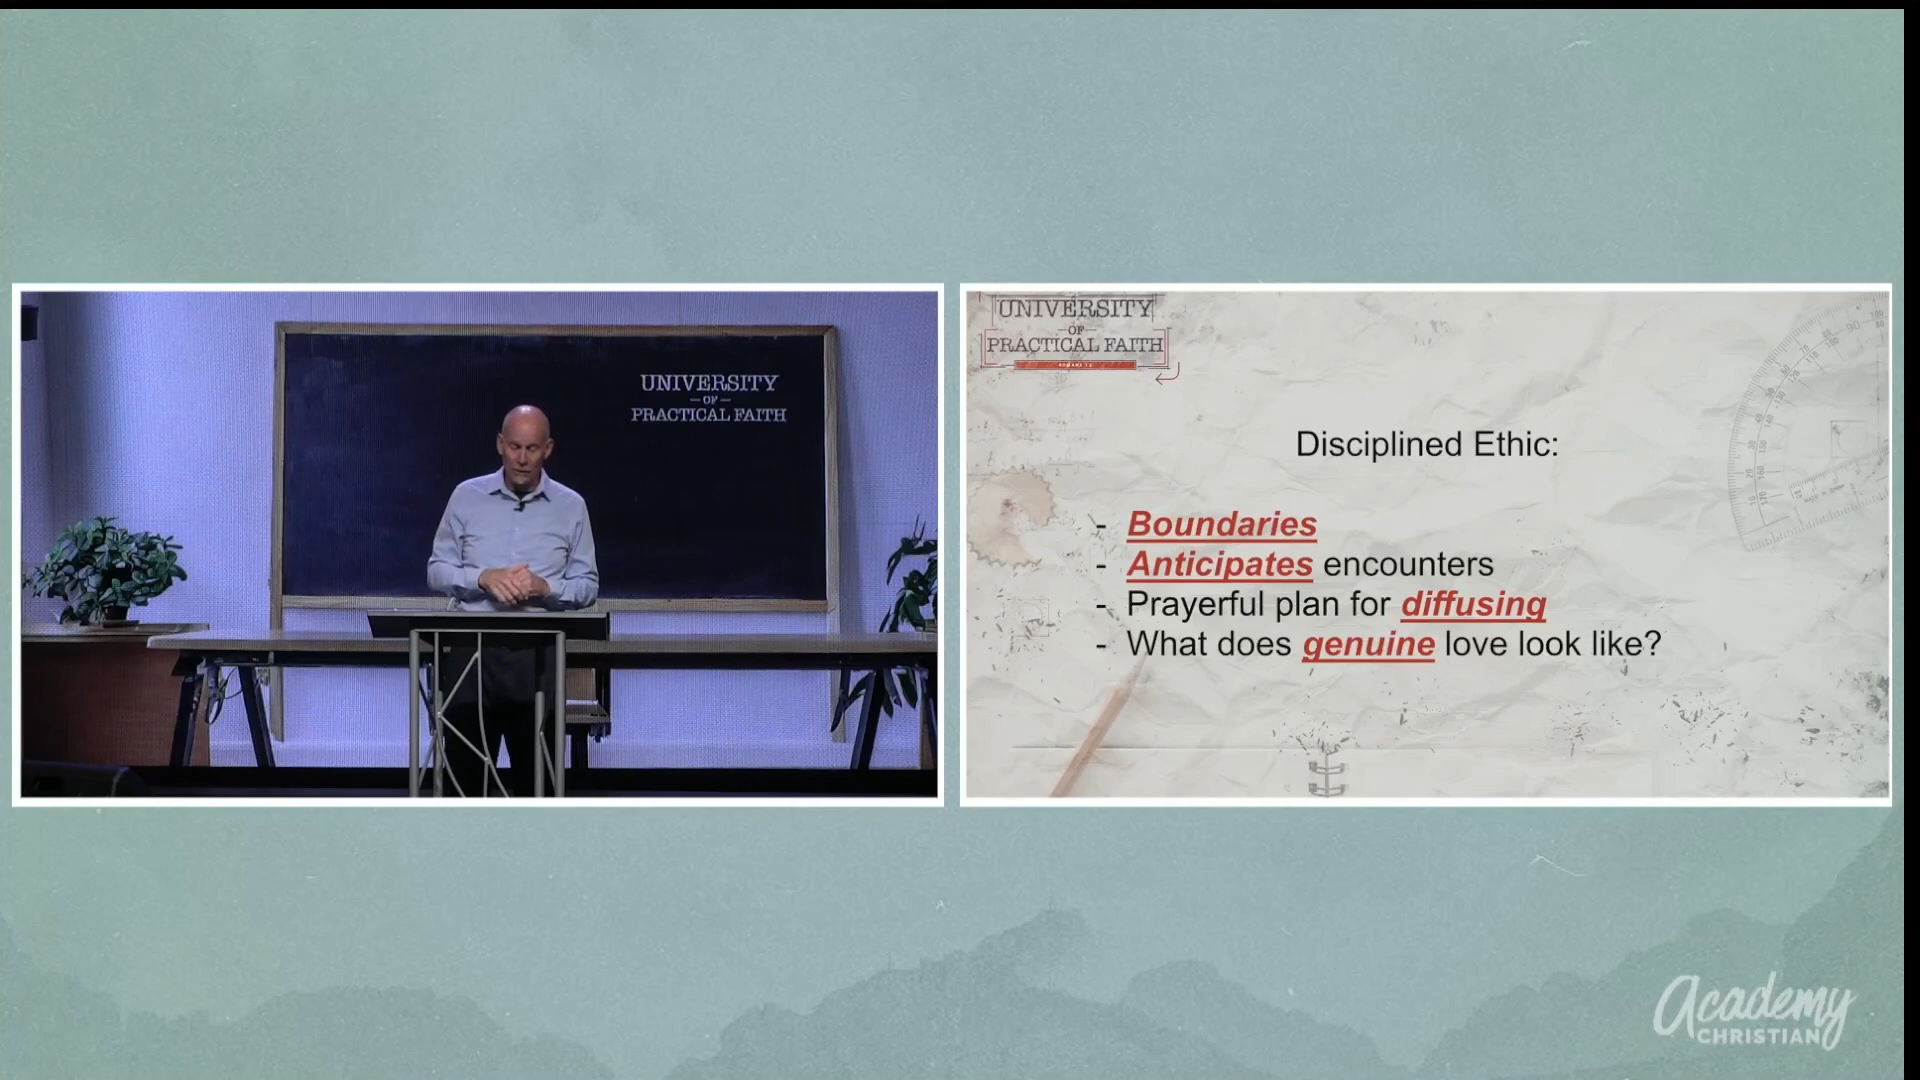 UNIVERSITY
OF
PRACTICAL FAITH
UNIVERSITY
OF
PRACTICAL FAITH
Disciplined Ethic:
- Boundaries
- Anticipates encounters
- Prayerful plan for diffusing
- What does genuine love look like?
Academy
CHRISTIAN